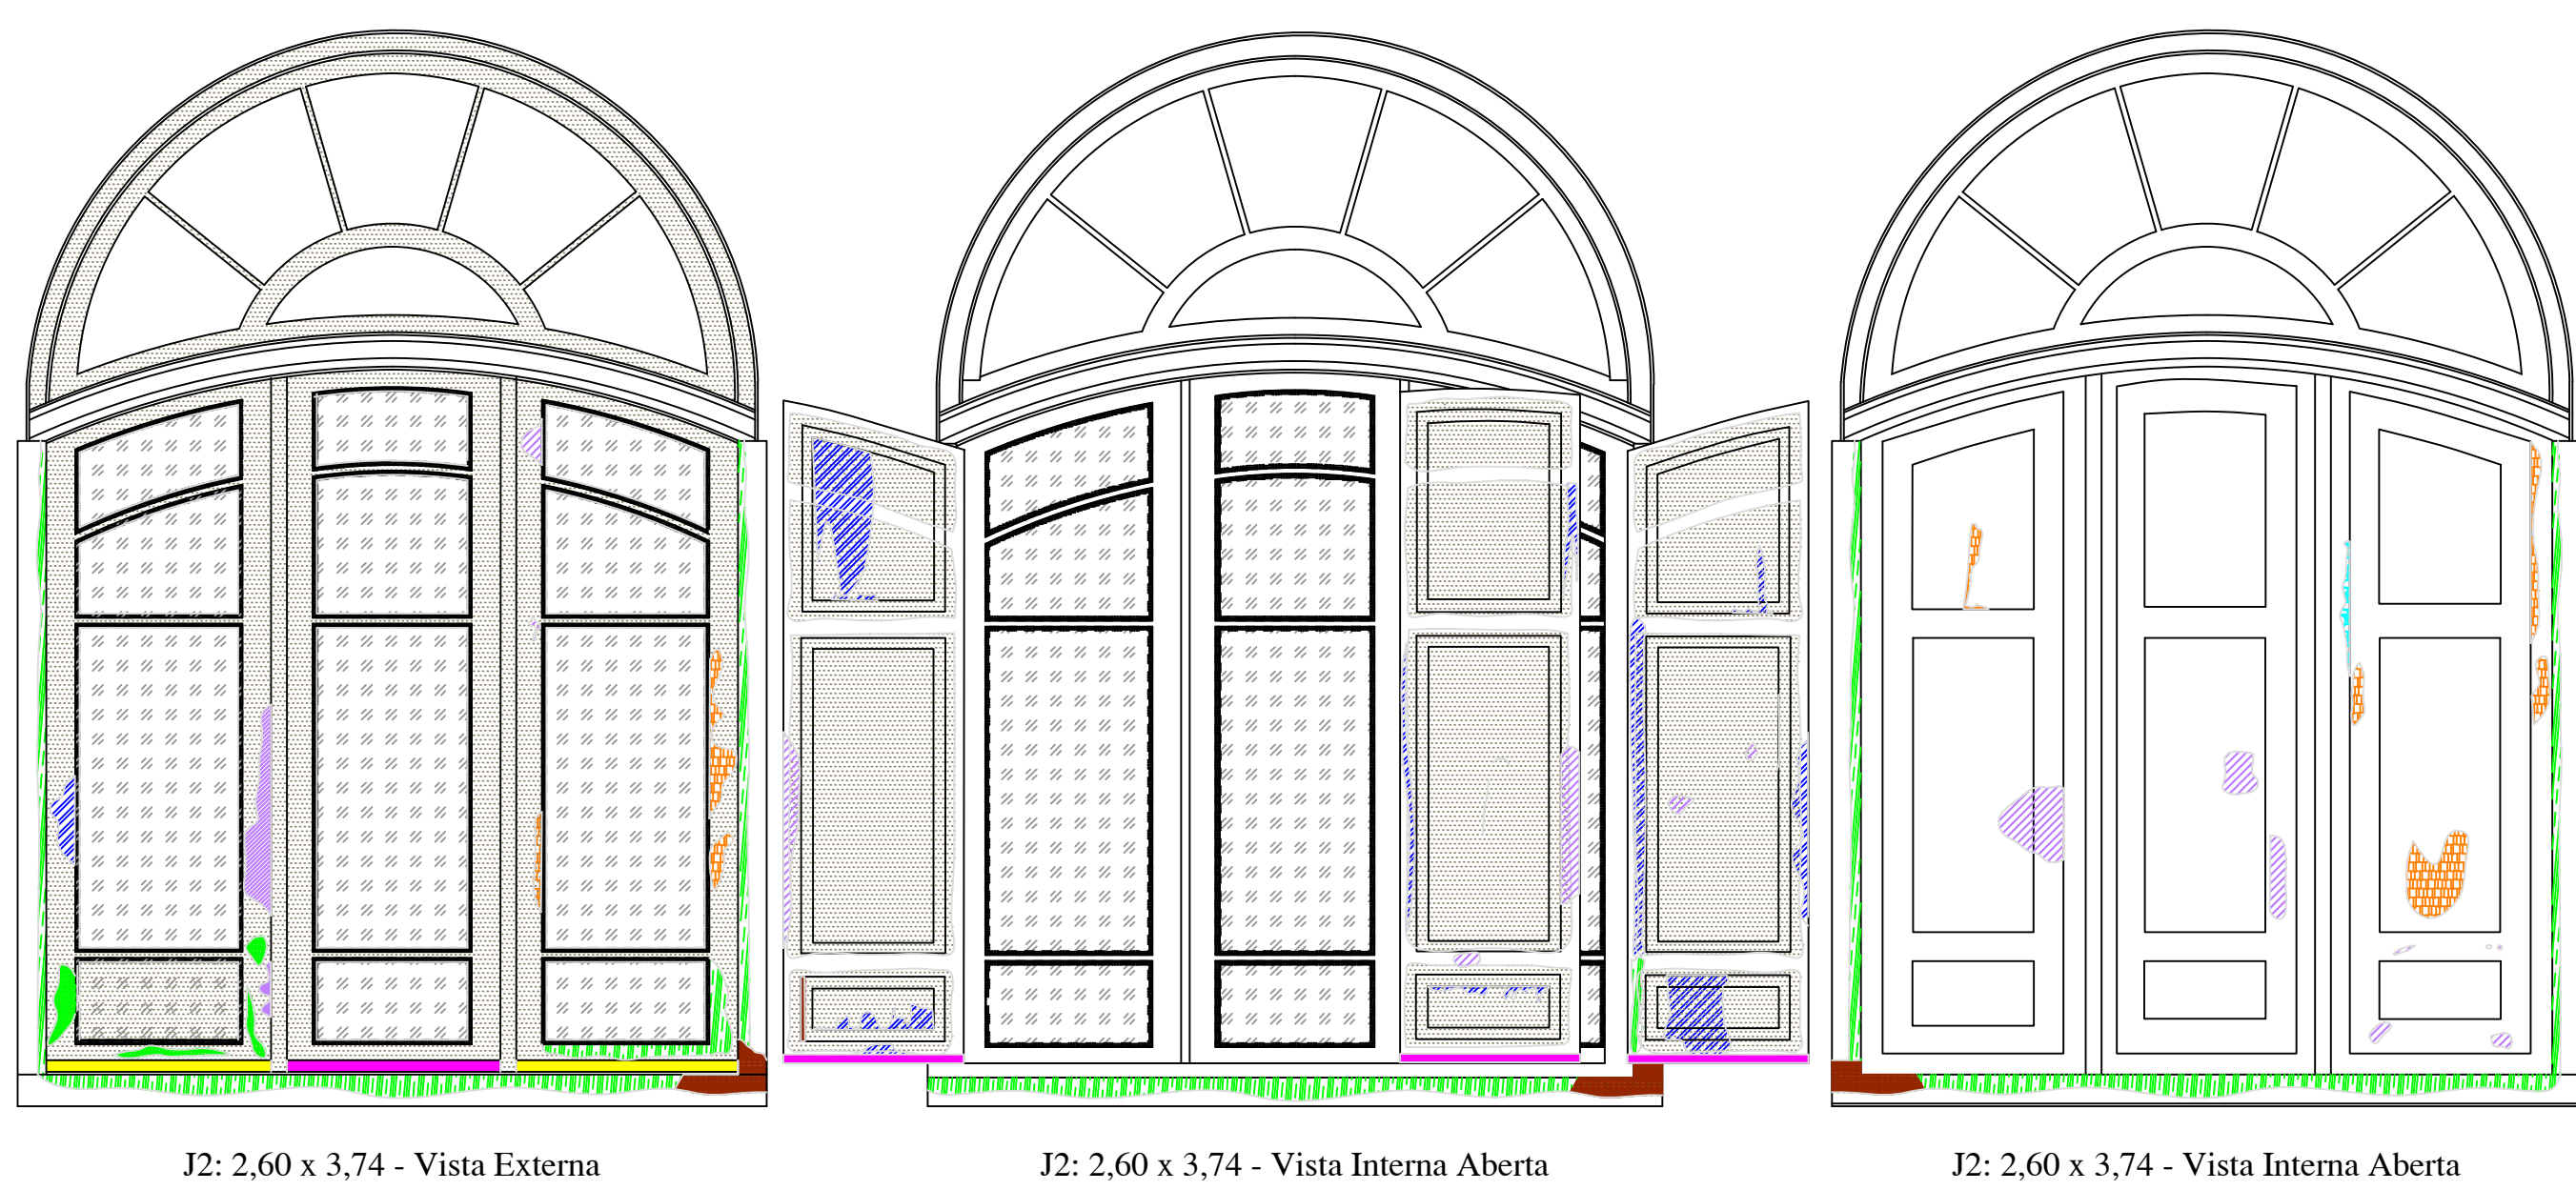 J2: 2,60 x 3,74 - Vista Externa
J2: 2,60 x 3,74 - Vista Interna Aberta
J2: 2,60 x 3,74 - Vista Interna Aberta